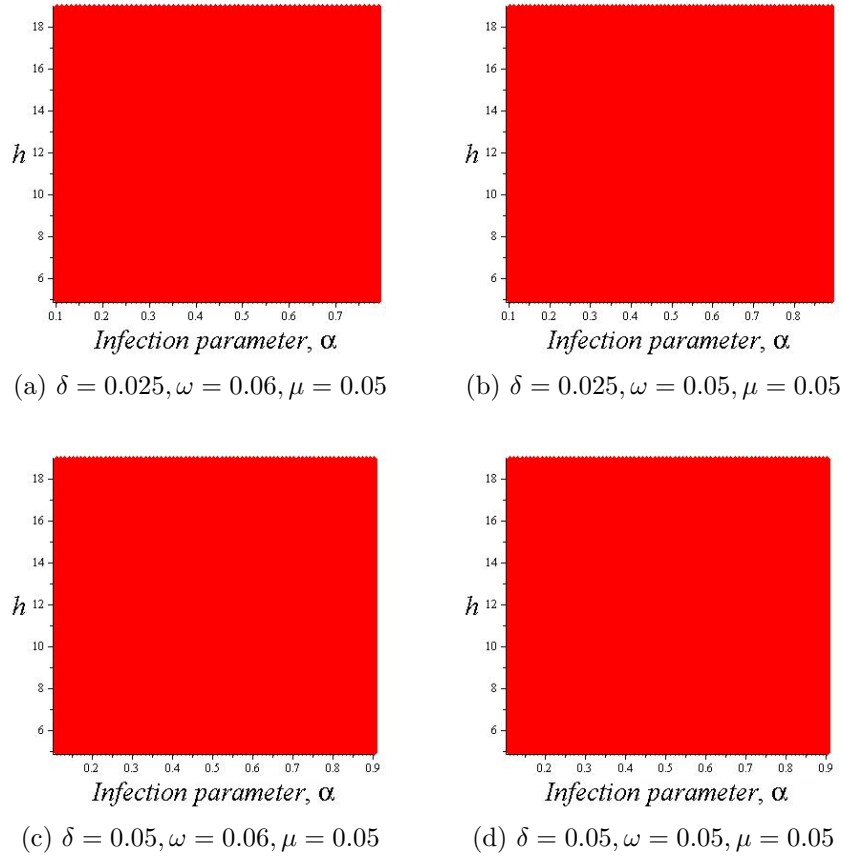 18
16
14
h 12
10
8
6
0.1 0.2 0.3 0.4 0.5 0.6 0.7
Infection parameter, α
(a) δ = 0.025, ω = 0.06, μ = 0.05
18
16
14
h 12
10
8
6
0.1 0.2 0.3 0.4 0.5 0.6 0.7 0.8
Infection parameter, α
(b) δ = 0.025, ω = 0.05, μ = 0.05
18
16
14
h 12
10
8
6
0.2 0.3 0.4 0.5 0.6 0.7 0.8 0.9
Infection parameter, α
(c) δ = 0.05, ω = 0.06, μ = 0.05
18
16
14
h 12
10
8
6
0.2 0.3 0.4 0.5 0.6 0.7 0.8 0.9
Infection parameter, α
(d) δ = 0.05, ω = 0.05, μ = 0.05